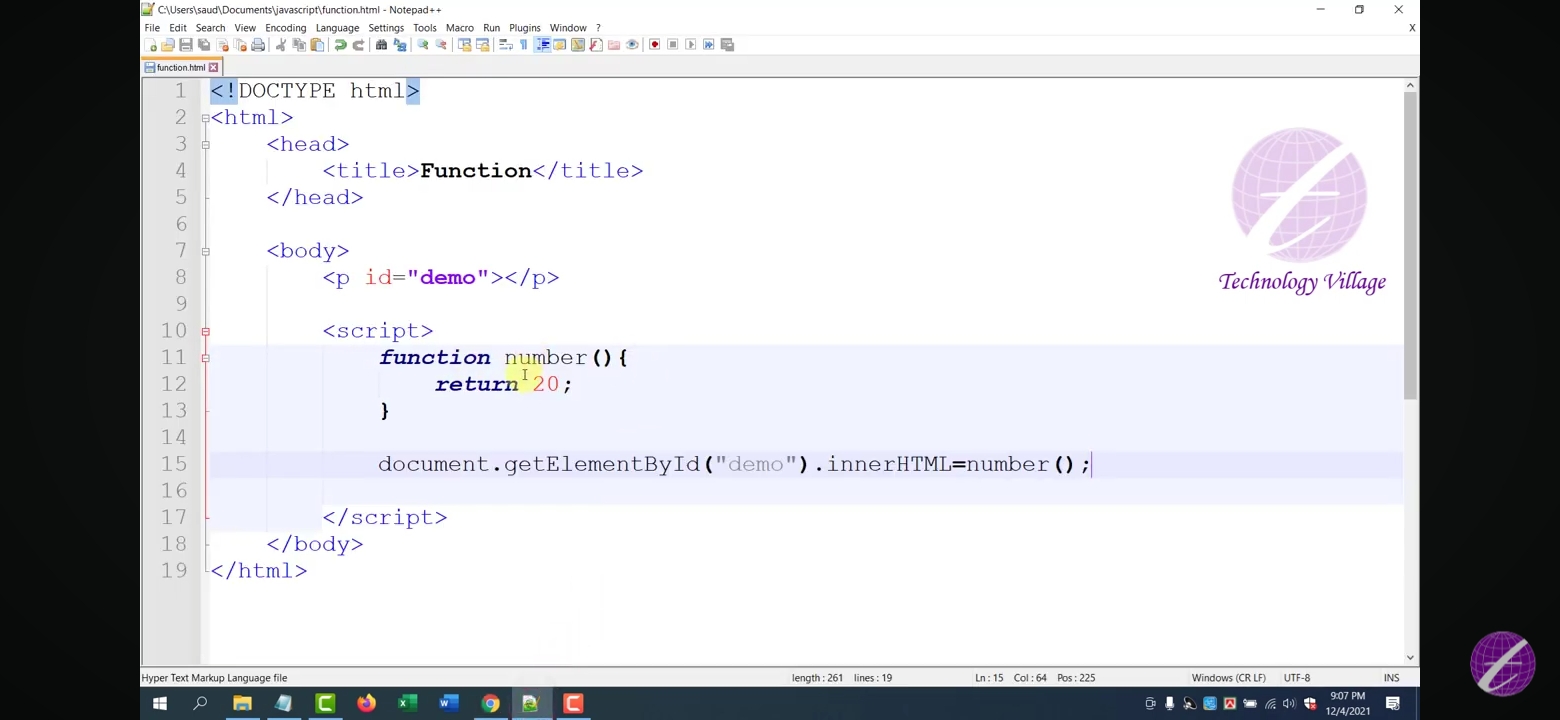 C:\Users\saud\Documents\javascript\function.html - Notepad++
File Edit Search View Encoding Language Settings Tools Macro Run Plugins Window ? X
function.html
1 <!DOCTYPE html>
2 <html>
3 <head>
4 <title>Function</title>
5 </head>
6
7 <body>
8 <p id="demo"></p>
9
10 <script>
11 function number(){
12 return 20;
13 }
14
15 document.getElementById("demo").innerHTML=number();
16
17 </script>
18 </body>
19 </html>
Technology Village
Hyper Text Markup Language file length : 261 lines : 19 Ln : 15 Col : 64 Pos : 225 Windows (CR LF) UTF-8 INS
9:07 PM
12/4/2021